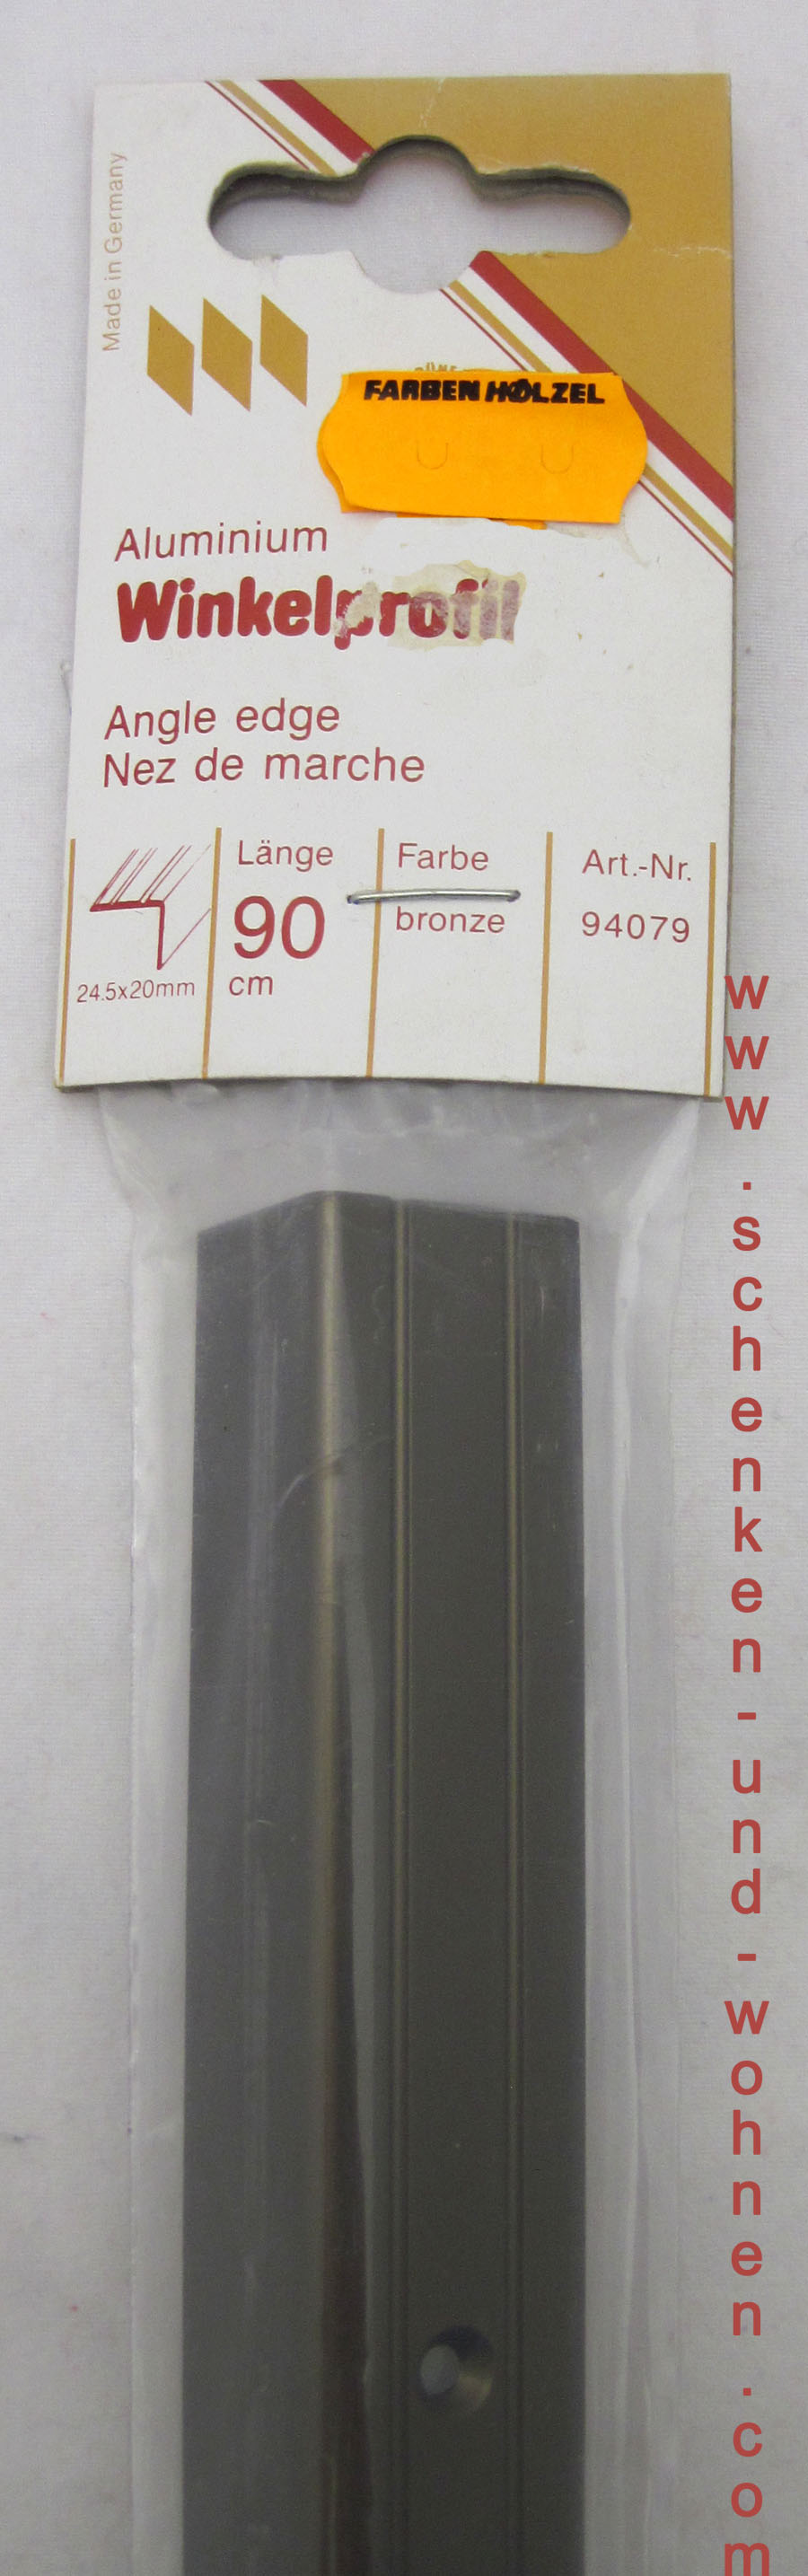 Made in Germany
FARBEN HÖLZEL
Aluminium
Winkelprofil
Angle edge
Nez de marche
24.5x20mm
Länge
90
cm
Farbe
bronze
Art.-Nr.
94079
www.schenken-und-wohnen.com